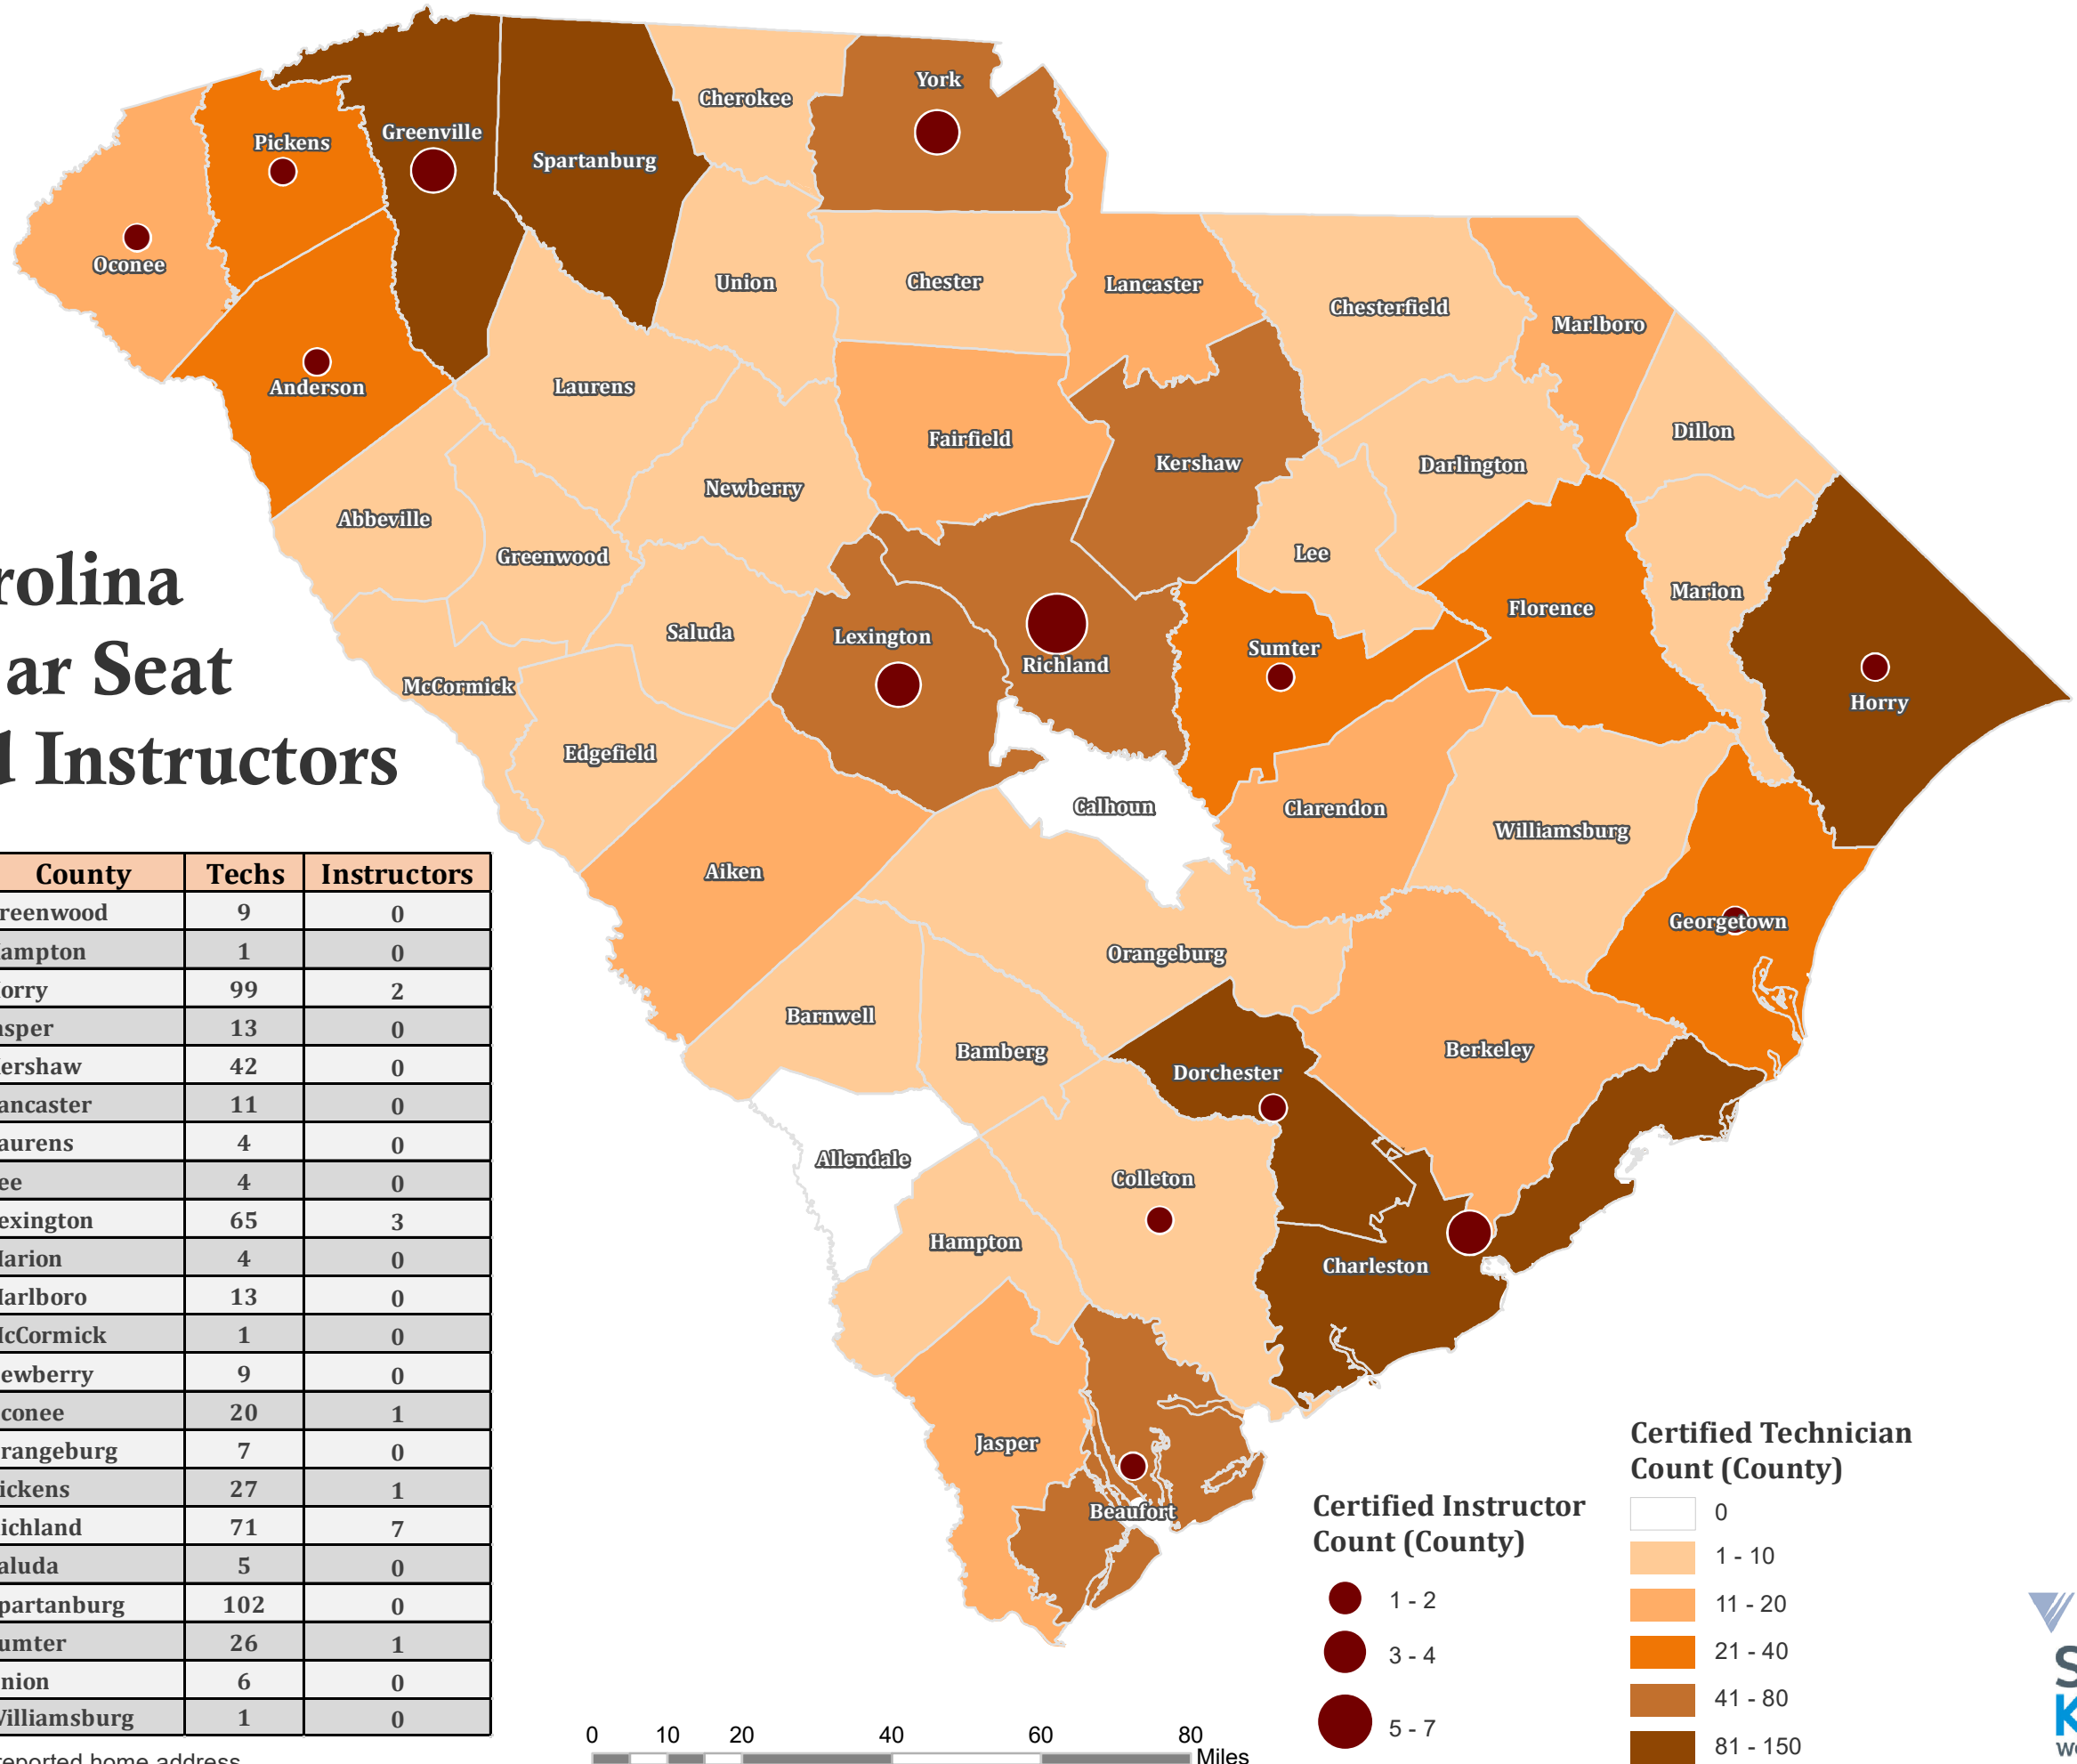 rolina
ar Seat
Instructors
County Techs Instructors
reenwood 9 0
ampton 1 0
orry 99 2
asper 13 0
ershaw 42 0
ancaster 11 0
aurens 4 0
ee 4 0
exington 65 3
arion 4 0
arlboro 13 0
cCormick 1 0
ewberry 9 0
conee 20 1
rangeburg 7 0
ickens 27 1
ichland 71 7
aluda 5 0
partanburg 102 0
umter 26 1
nion 6 0
illiamsburg 1 0
reported home address
York
Cherokee
Greenville
Pickens
Spartanburg
Oconee
Union
Chester
Lancaster
Chesterfield
Marlboro
Anderson
Laurens
Dillon
Fairfield
Kershaw
Darlington
Newberry
Abbeville
Greenwood
Lee
Marion
Florence
Saluda
Lexington
Richland
Sumter
McCormick
Horry
Edgefield
Calhoun
Clarendon
Williamsburg
Aiken
Georgetown
Orangeburg
Barnwell
Bamberg
Berkeley
Dorchester
Allendale
Colleton
Hampton
Charleston
Jasper
Beaufort
Certified Instructor
Count (County)
1 - 2
3 - 4
5 - 7
Certified Technician
Count (County)
0
1 - 10
11 - 20
21 - 40
41 - 80
81 - 150
0 10 20 40 60 80
Miles
S
K